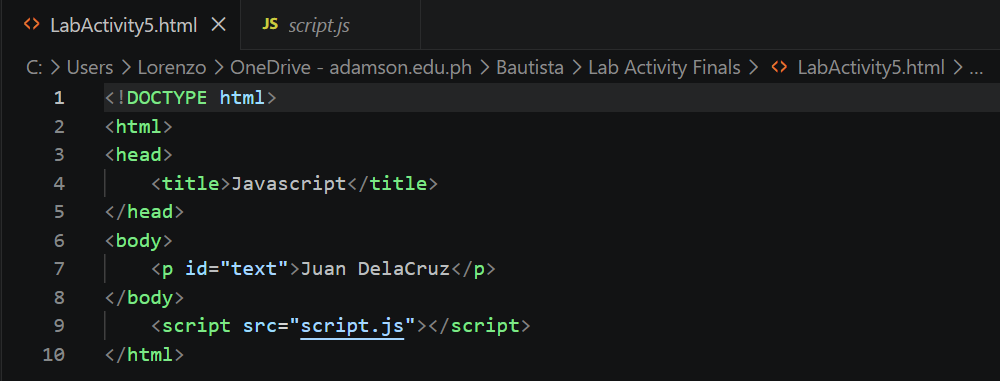 LabActivity5.html JS script.js
C: > Users > Lorenzo > OneDrive - adamson.edu.ph > Bautista > Lab Activity Finals > LabActivity5.html > ...
1 <!DOCTYPE html>
2 <html>
3 <head>
4     <title>Javascript</title>
5 </head>
6 <body>
7     <p id="text">Juan DelaCruz</p>
8 </body>
9     <script src="script.js"></script>
10 </html>